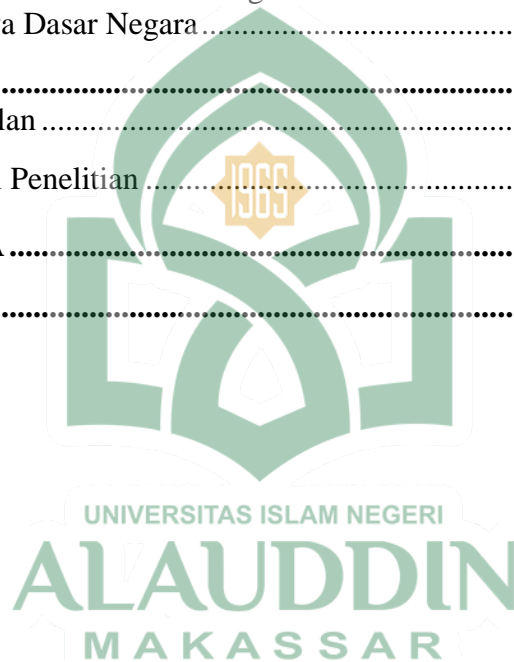 a Dasar Negara ........................................
.......................................................................
lan ...............................................................
Penelitian ................................................
A .................................................................
.......................................................................
1965
UNIVERSITAS ISLAM NEGERI
ALAUDDIN
MAKASSAR